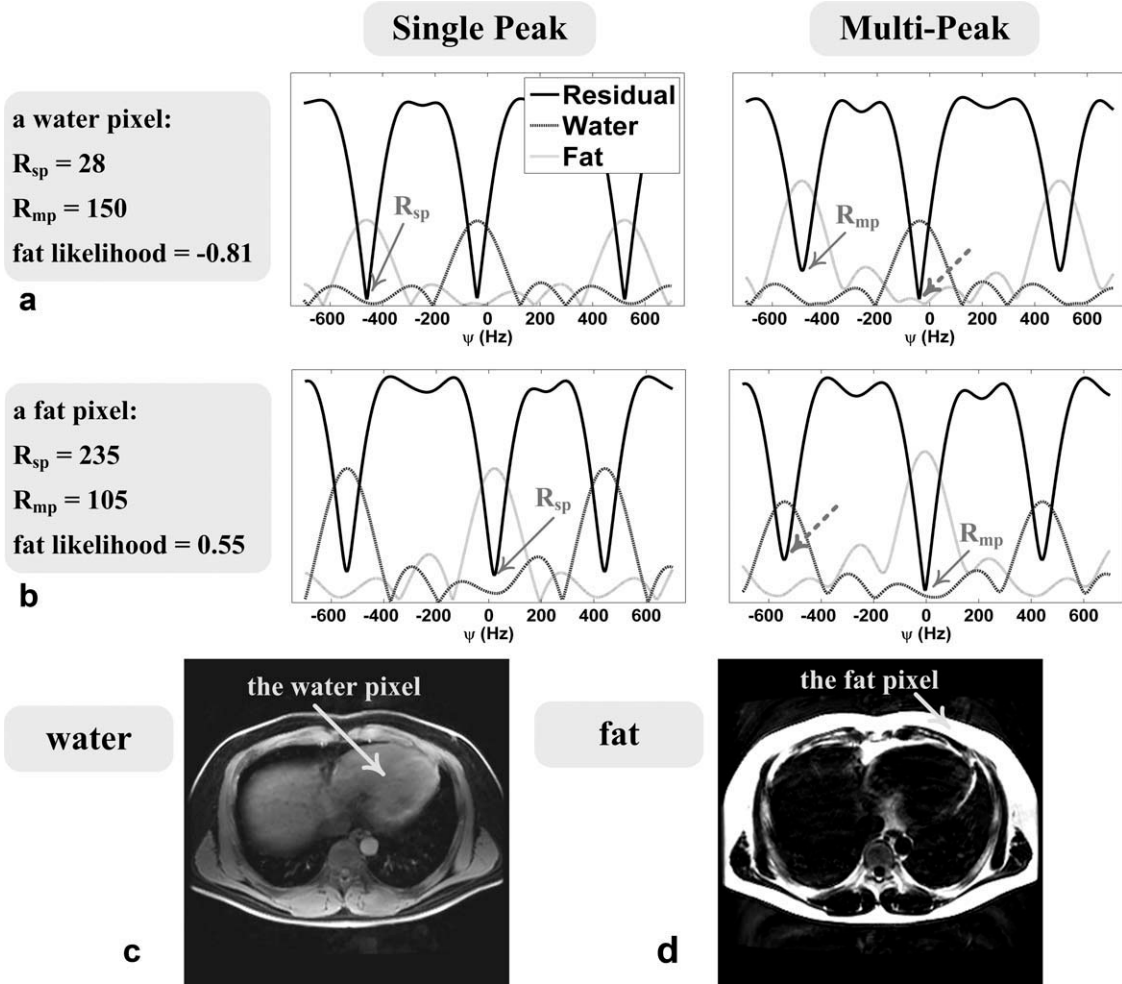 Single Peak
Multi-Peak
a water pixel:
Rsp = 28
Rmp = 150
fat likelihood = -0.81
a
Residual
Water
Fat
Rsp
-600 -400 -200 0 200 400 600
ψ (Hz)
Rmp
-600 -400 -200 0 200 400 600
ψ (Hz)
a fat pixel:
Rsp = 235
Rmp = 105
fat likelihood = 0.55
b
Rsp
-600 -400 -200 0 200 400 600
ψ (Hz)
Rmp
-600 -400 -200 0 200 400 600
ψ (Hz)
water
the water pixel
c
fat
the fat pixel
d